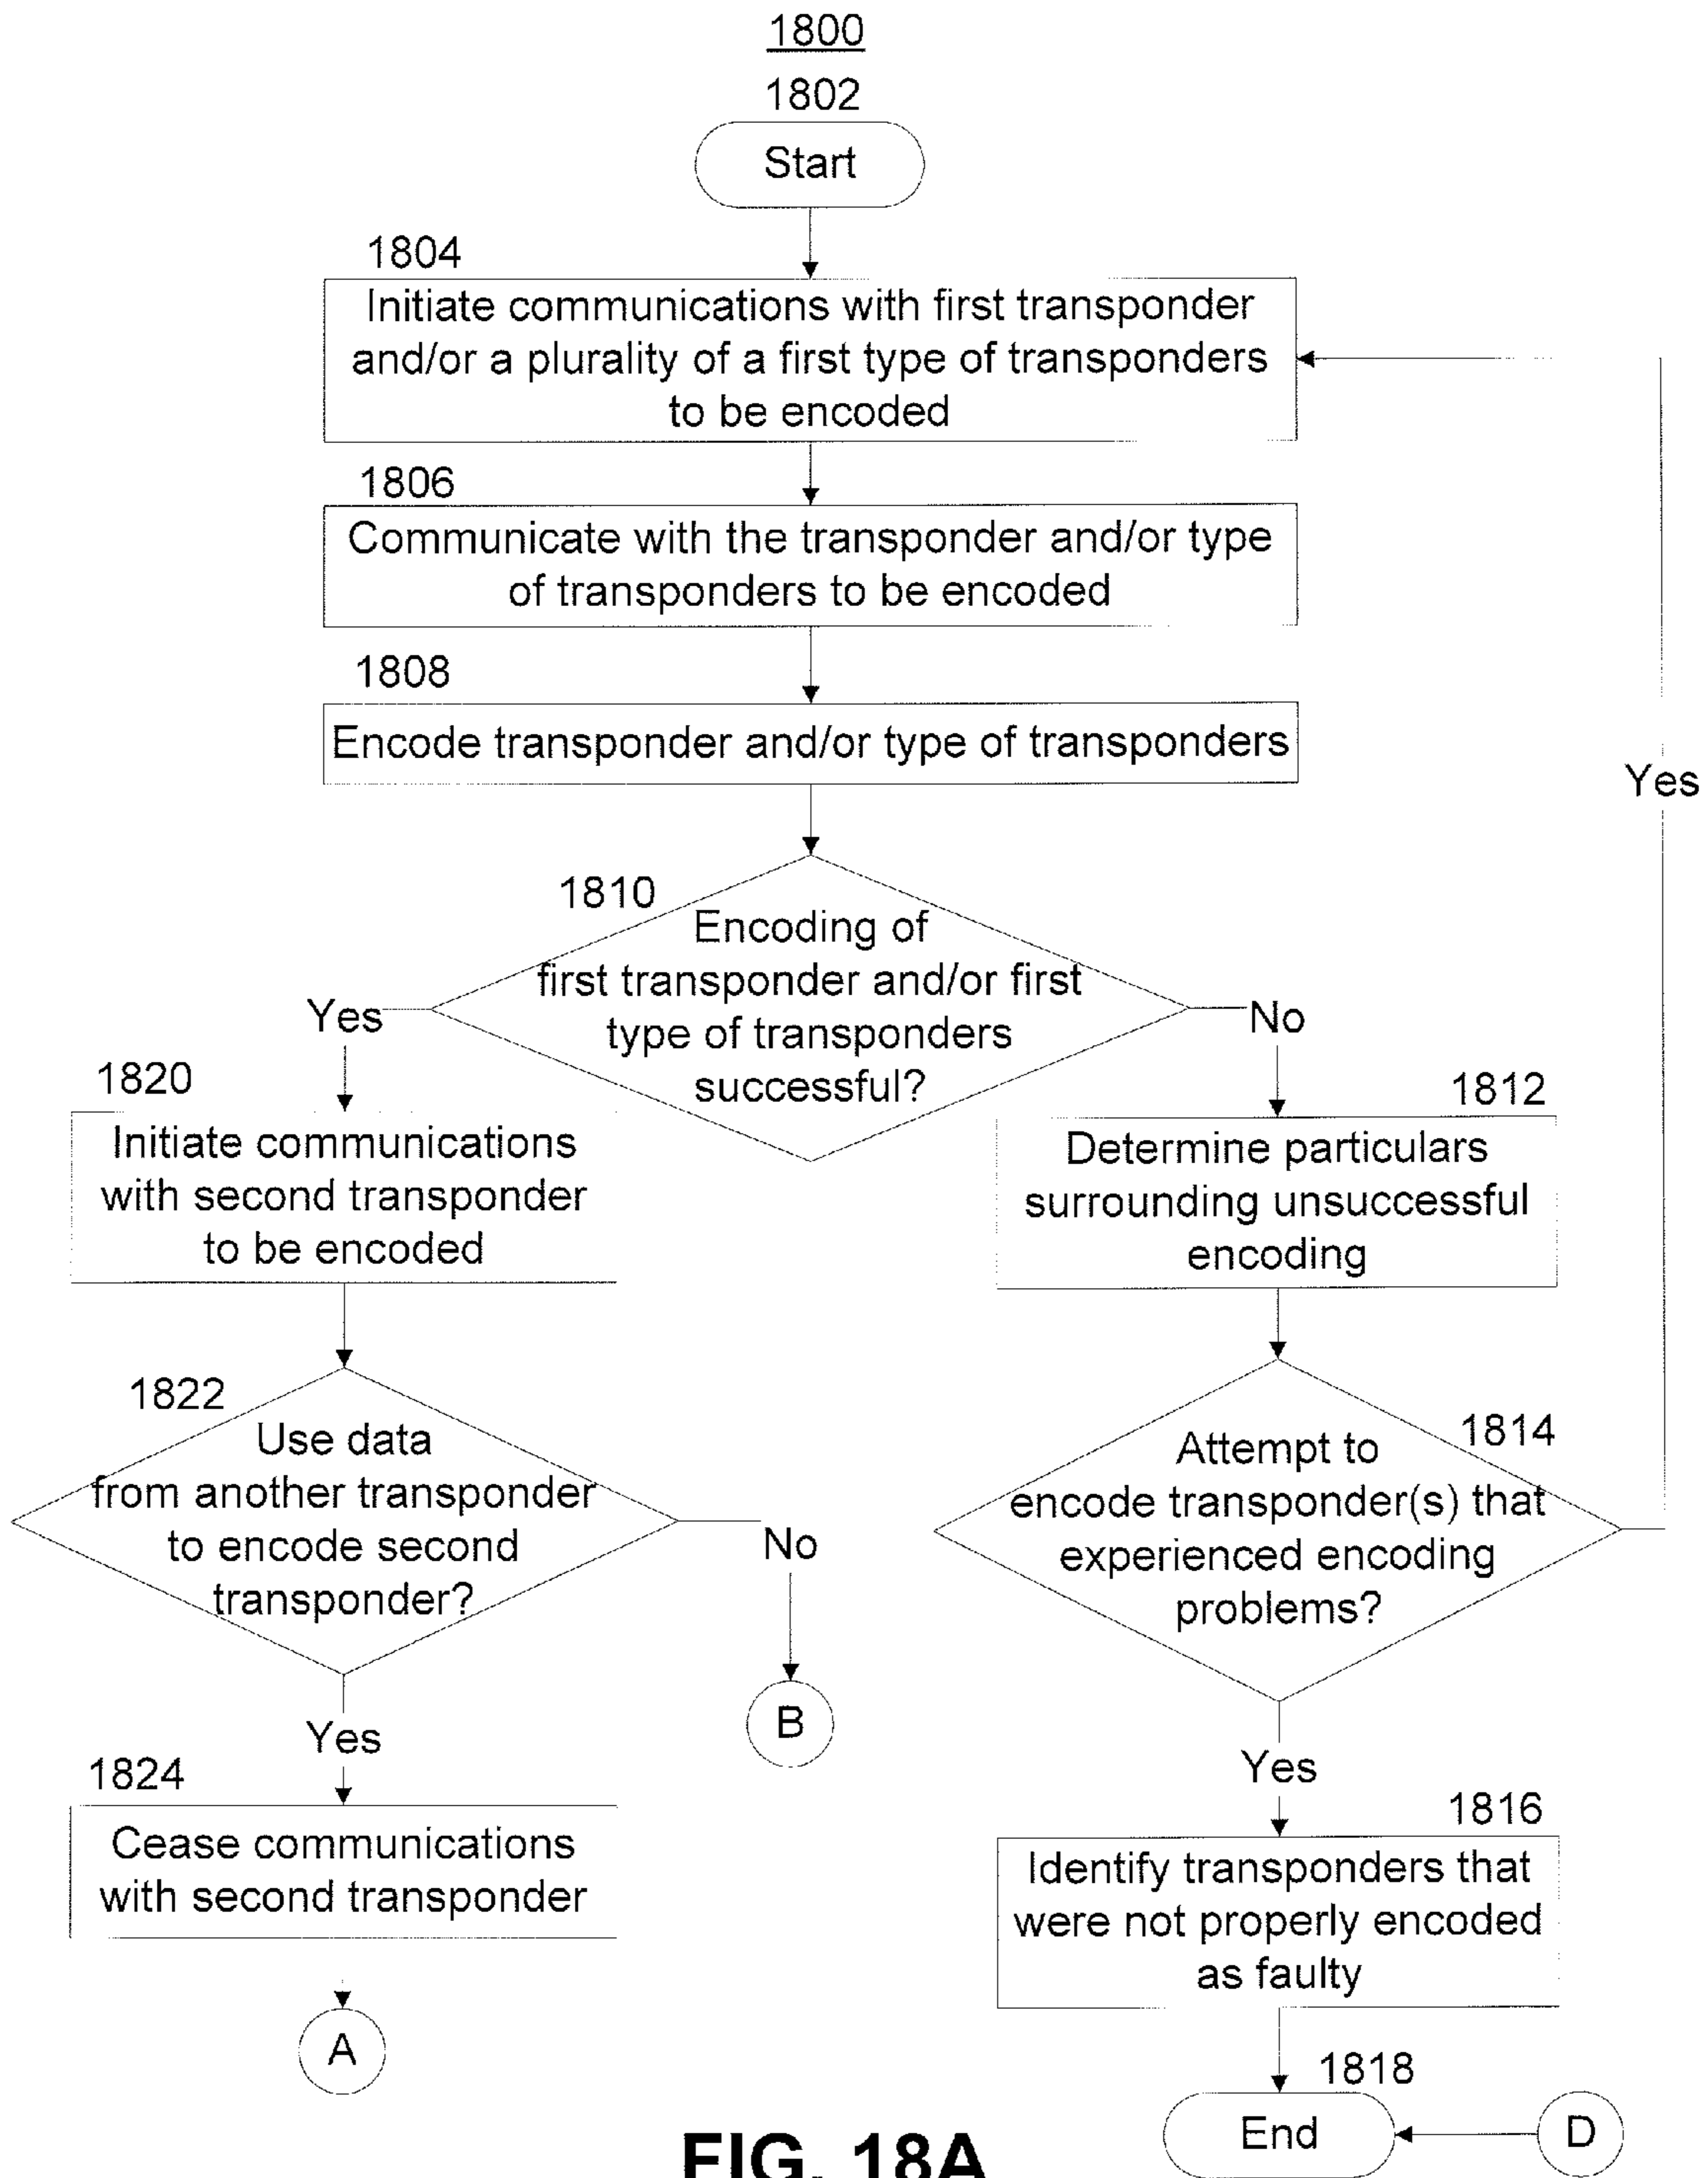 1800
1802
Start
1804
Initiate communications with first transponder
and/or a plurality of a first type of transponders
to be encoded
1806
Communicate with the transponder and/or type
of transponders to be encoded
1808
Encode transponder and/or type of transponders
Yes
1810
Encoding of
first transponder and/or first
type of transponders
successful?
Yes
No
1820
Initiate communications
with second transponder
to be encoded
1812
Determine particulars
surrounding unsuccessful
encoding
1822
Use data
from another transponder
to encode second
transponder?
No
B
1814
Attempt to
encode transponder(s) that
experienced encoding
problems?
Yes
1824
Cease communications
with second transponder
A
Yes
1816
Identify transponders that
were not properly encoded
as faulty
1818
End
D
FIG. 18A